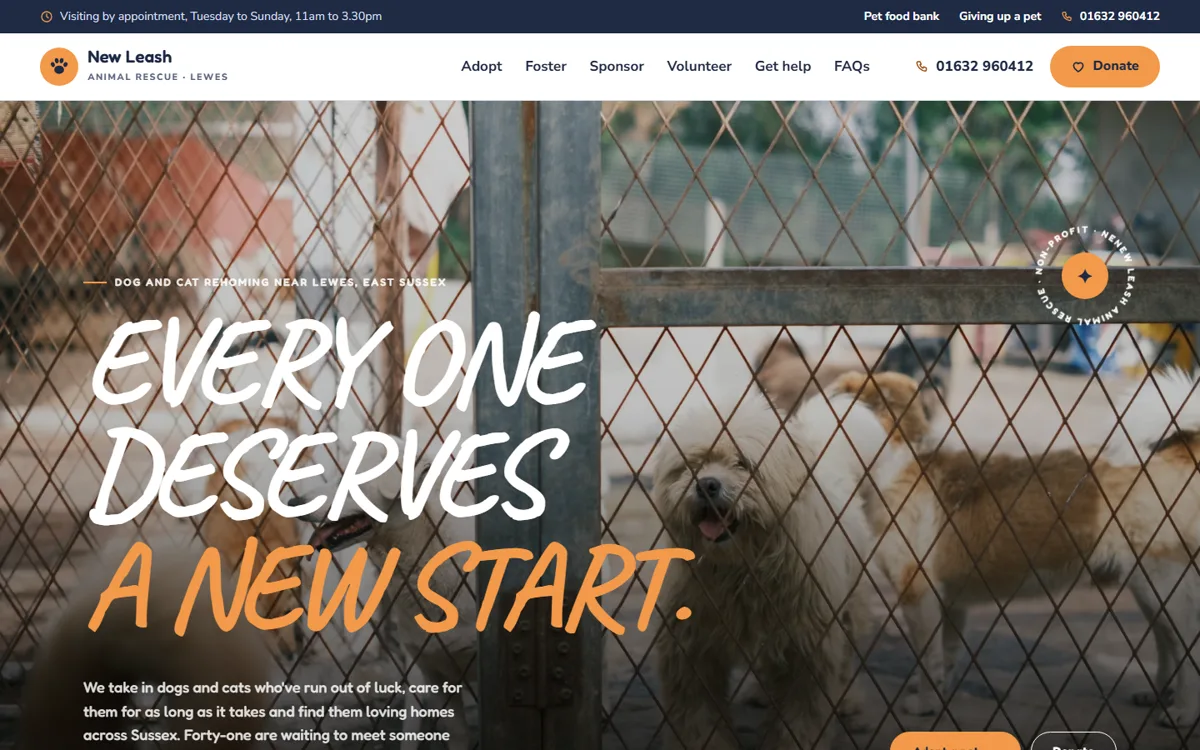 Visiting by appointment, Tuesday to Sunday, 11am to 3.30pm
Pet food bank
Giving up a pet
01632 960412
New Leash
ANIMAL RESCUE · LEWES
Adopt
Foster
Sponsor
Volunteer
Get help
FAQs
01632 960412
Donate
NEW LEASH ANIMAL RESCUE · NON-PROFIT · NE
DOG AND CAT REHOMING NEAR LEWES, EAST SUSSEX
EVERY ONE
DESERVES
A NEW START.
We take in dogs and cats who've run out of luck, care for
them for as long as it takes and find them loving homes
across Sussex. Forty-one are waiting to meet someone